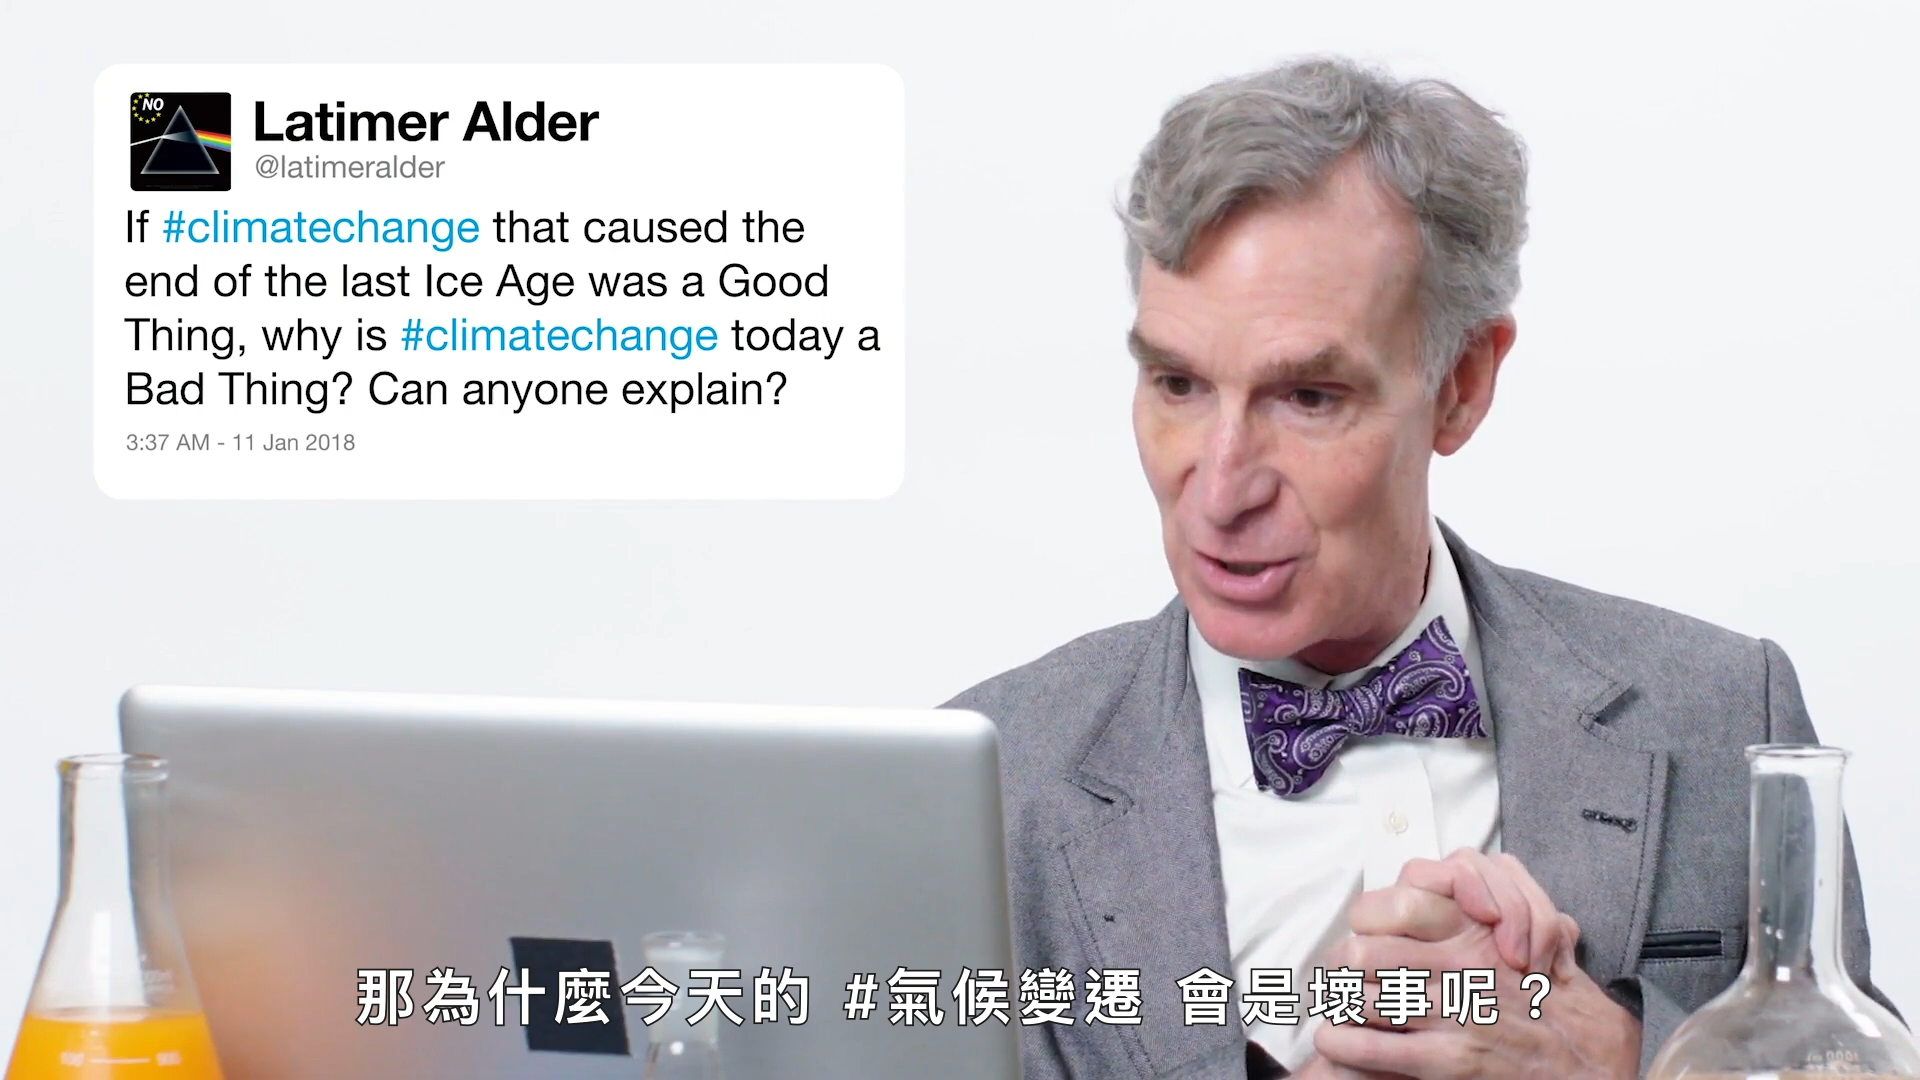 NO
Latimer Alder
@latimeralder
If #climatechange that caused the
end of the last Ice Age was a Good
Thing, why is #climatechange today a
Bad Thing? Can anyone explain?
3:37 AM - 11 Jan 2018
那為什麼今天的 #氣候變遷 會是壞事呢？